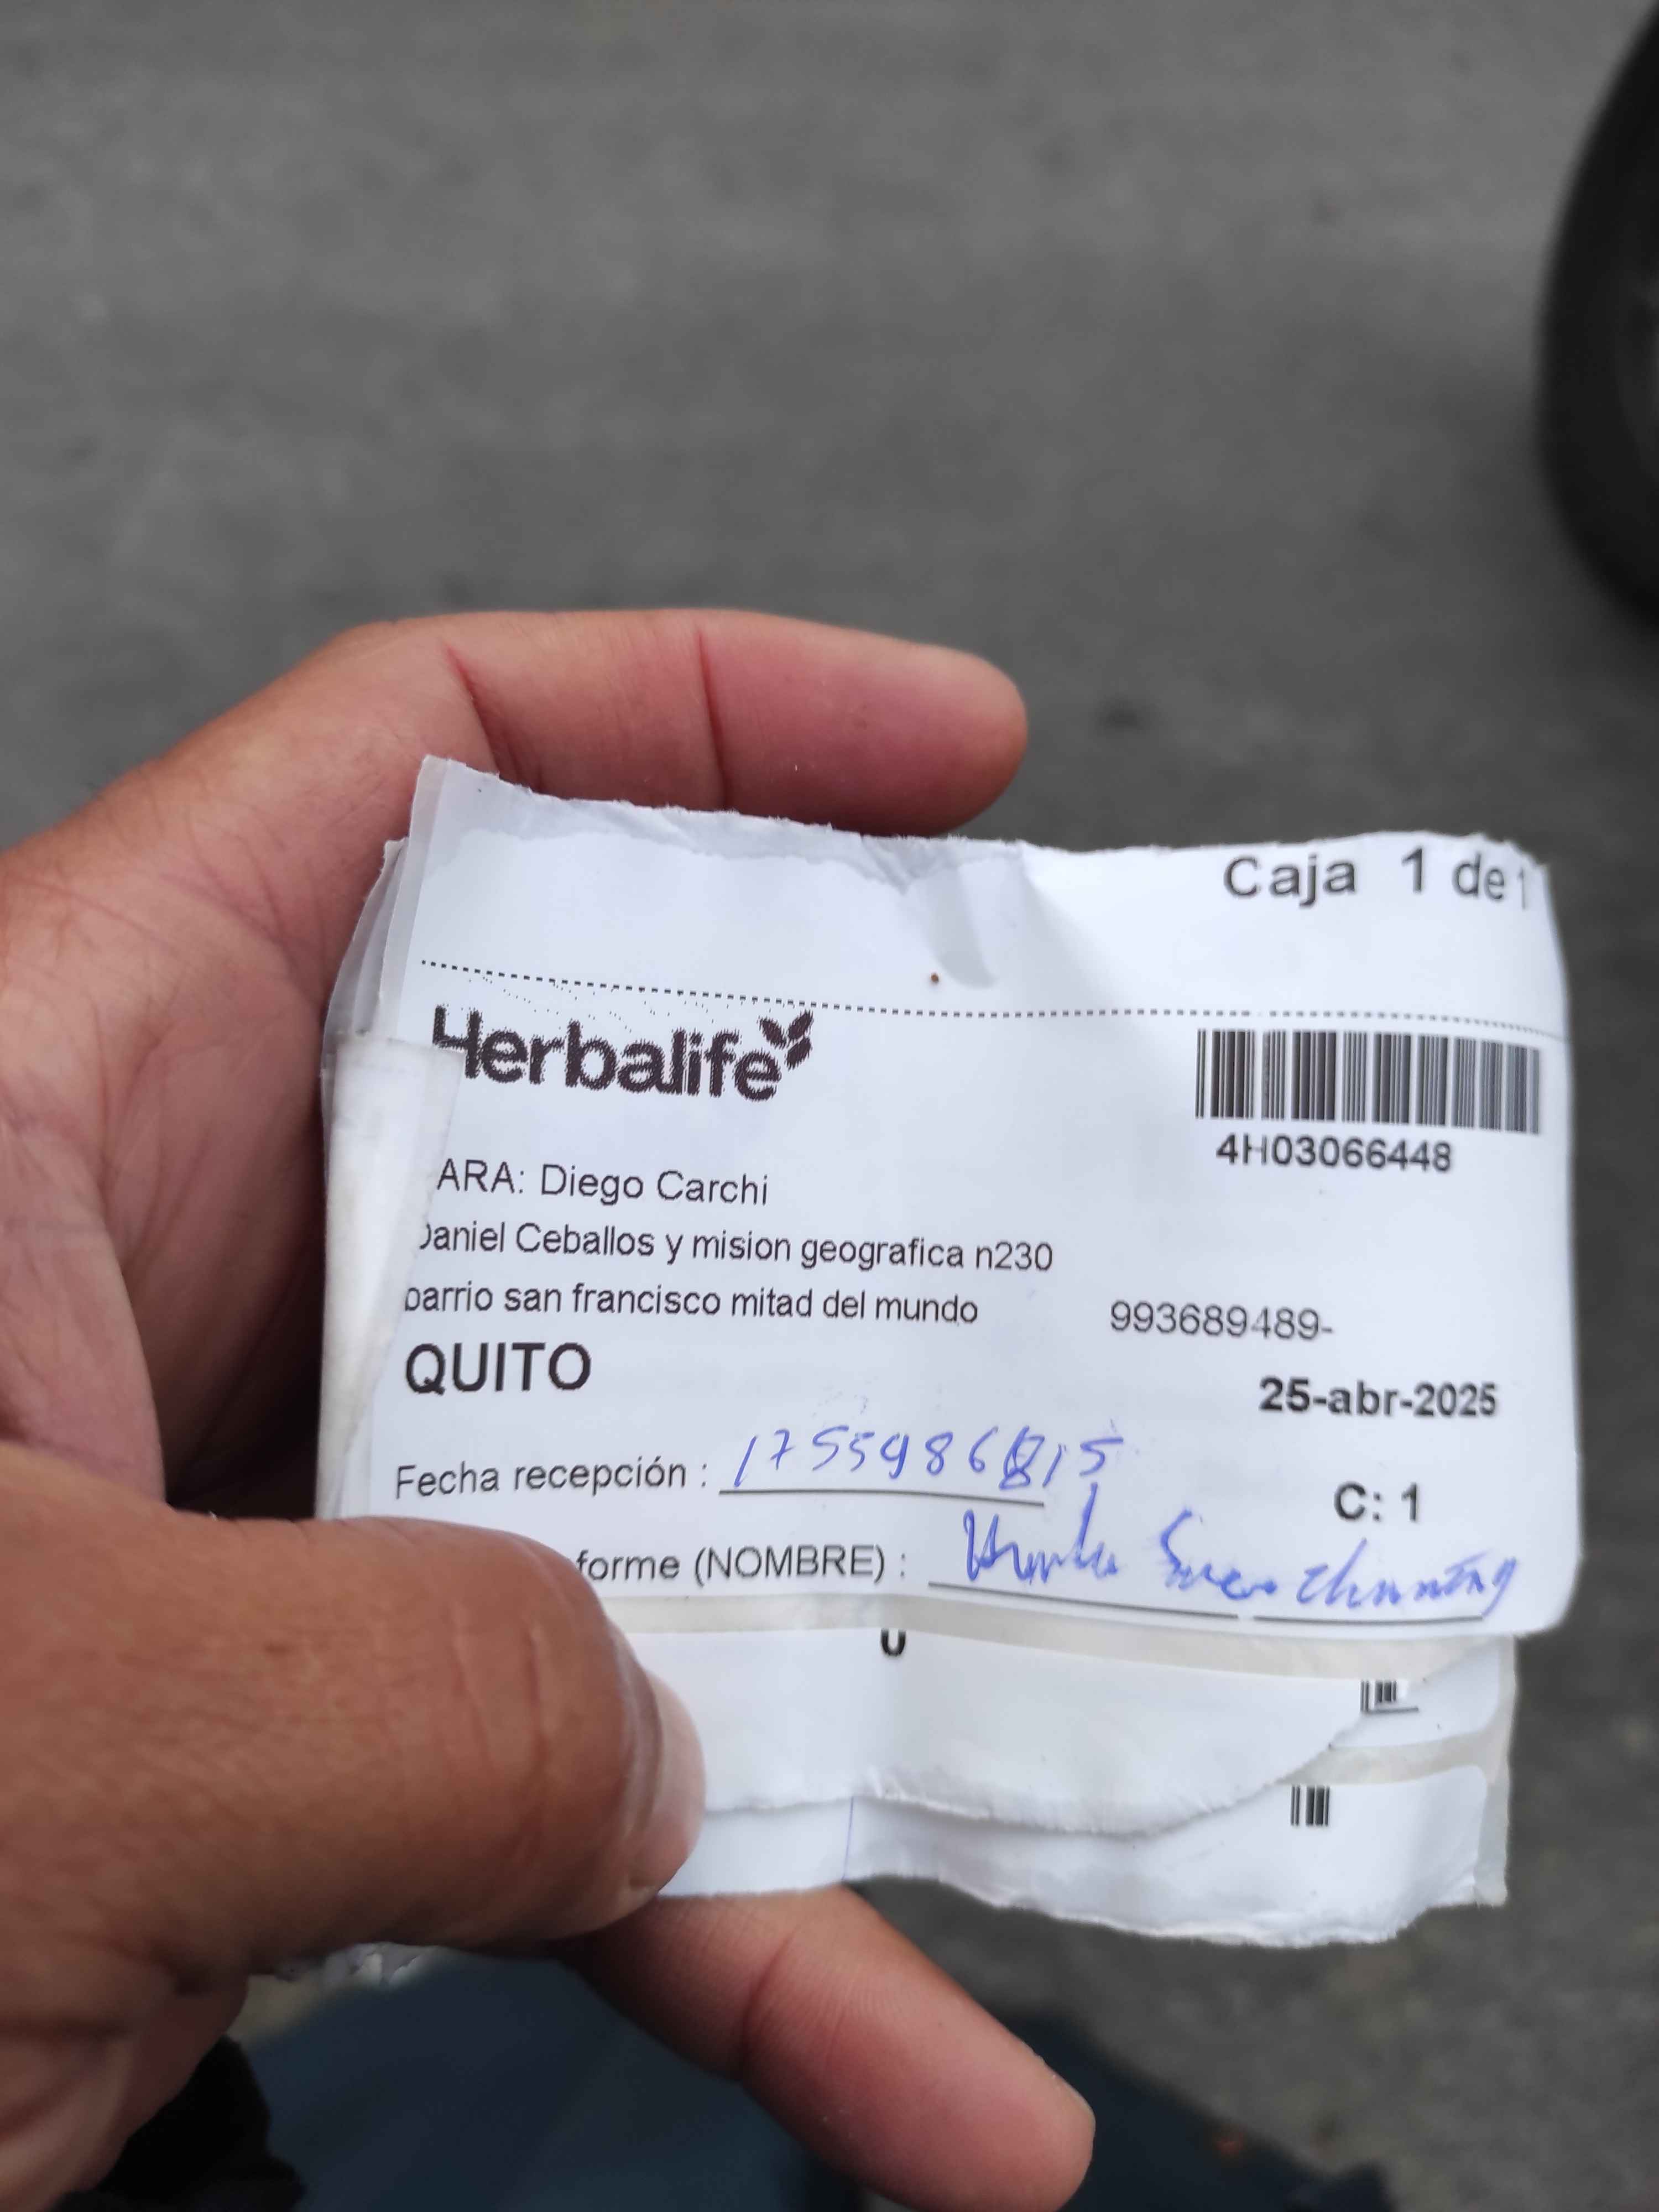 Caja 1 de 1
Herbalife
4H03066448
ARA: Diego Carchi
Daniel Ceballos y mision geografica n230
barrio san francisco mitad del mundo 993689489-
QUITO
25-abr-2025
Fecha recepción :
C: 1
forme (NOMBRE) :